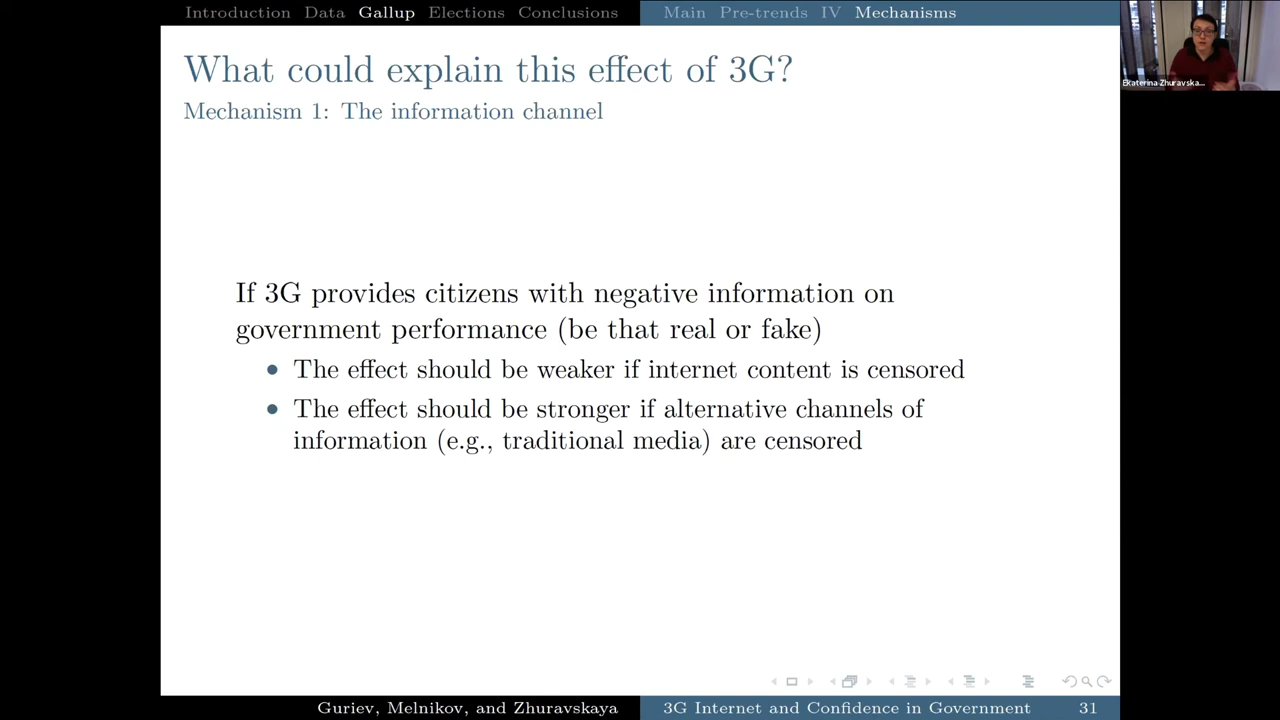 Introduction Data Gallup Elections Conclusions Main Pre-trends IV Mechanisms
Ekaterina Zhuravska...
What could explain this effect of 3G?
Mechanism 1: The information channel
If 3G provides citizens with negative information on
government performance (be that real or fake)
• The effect should be weaker if internet content is censored
• The effect should be stronger if alternative channels of
information (e.g., traditional media) are censored
Guriev, Melnikov, and Zhuravskaya 3G Internet and Confidence in Government 31